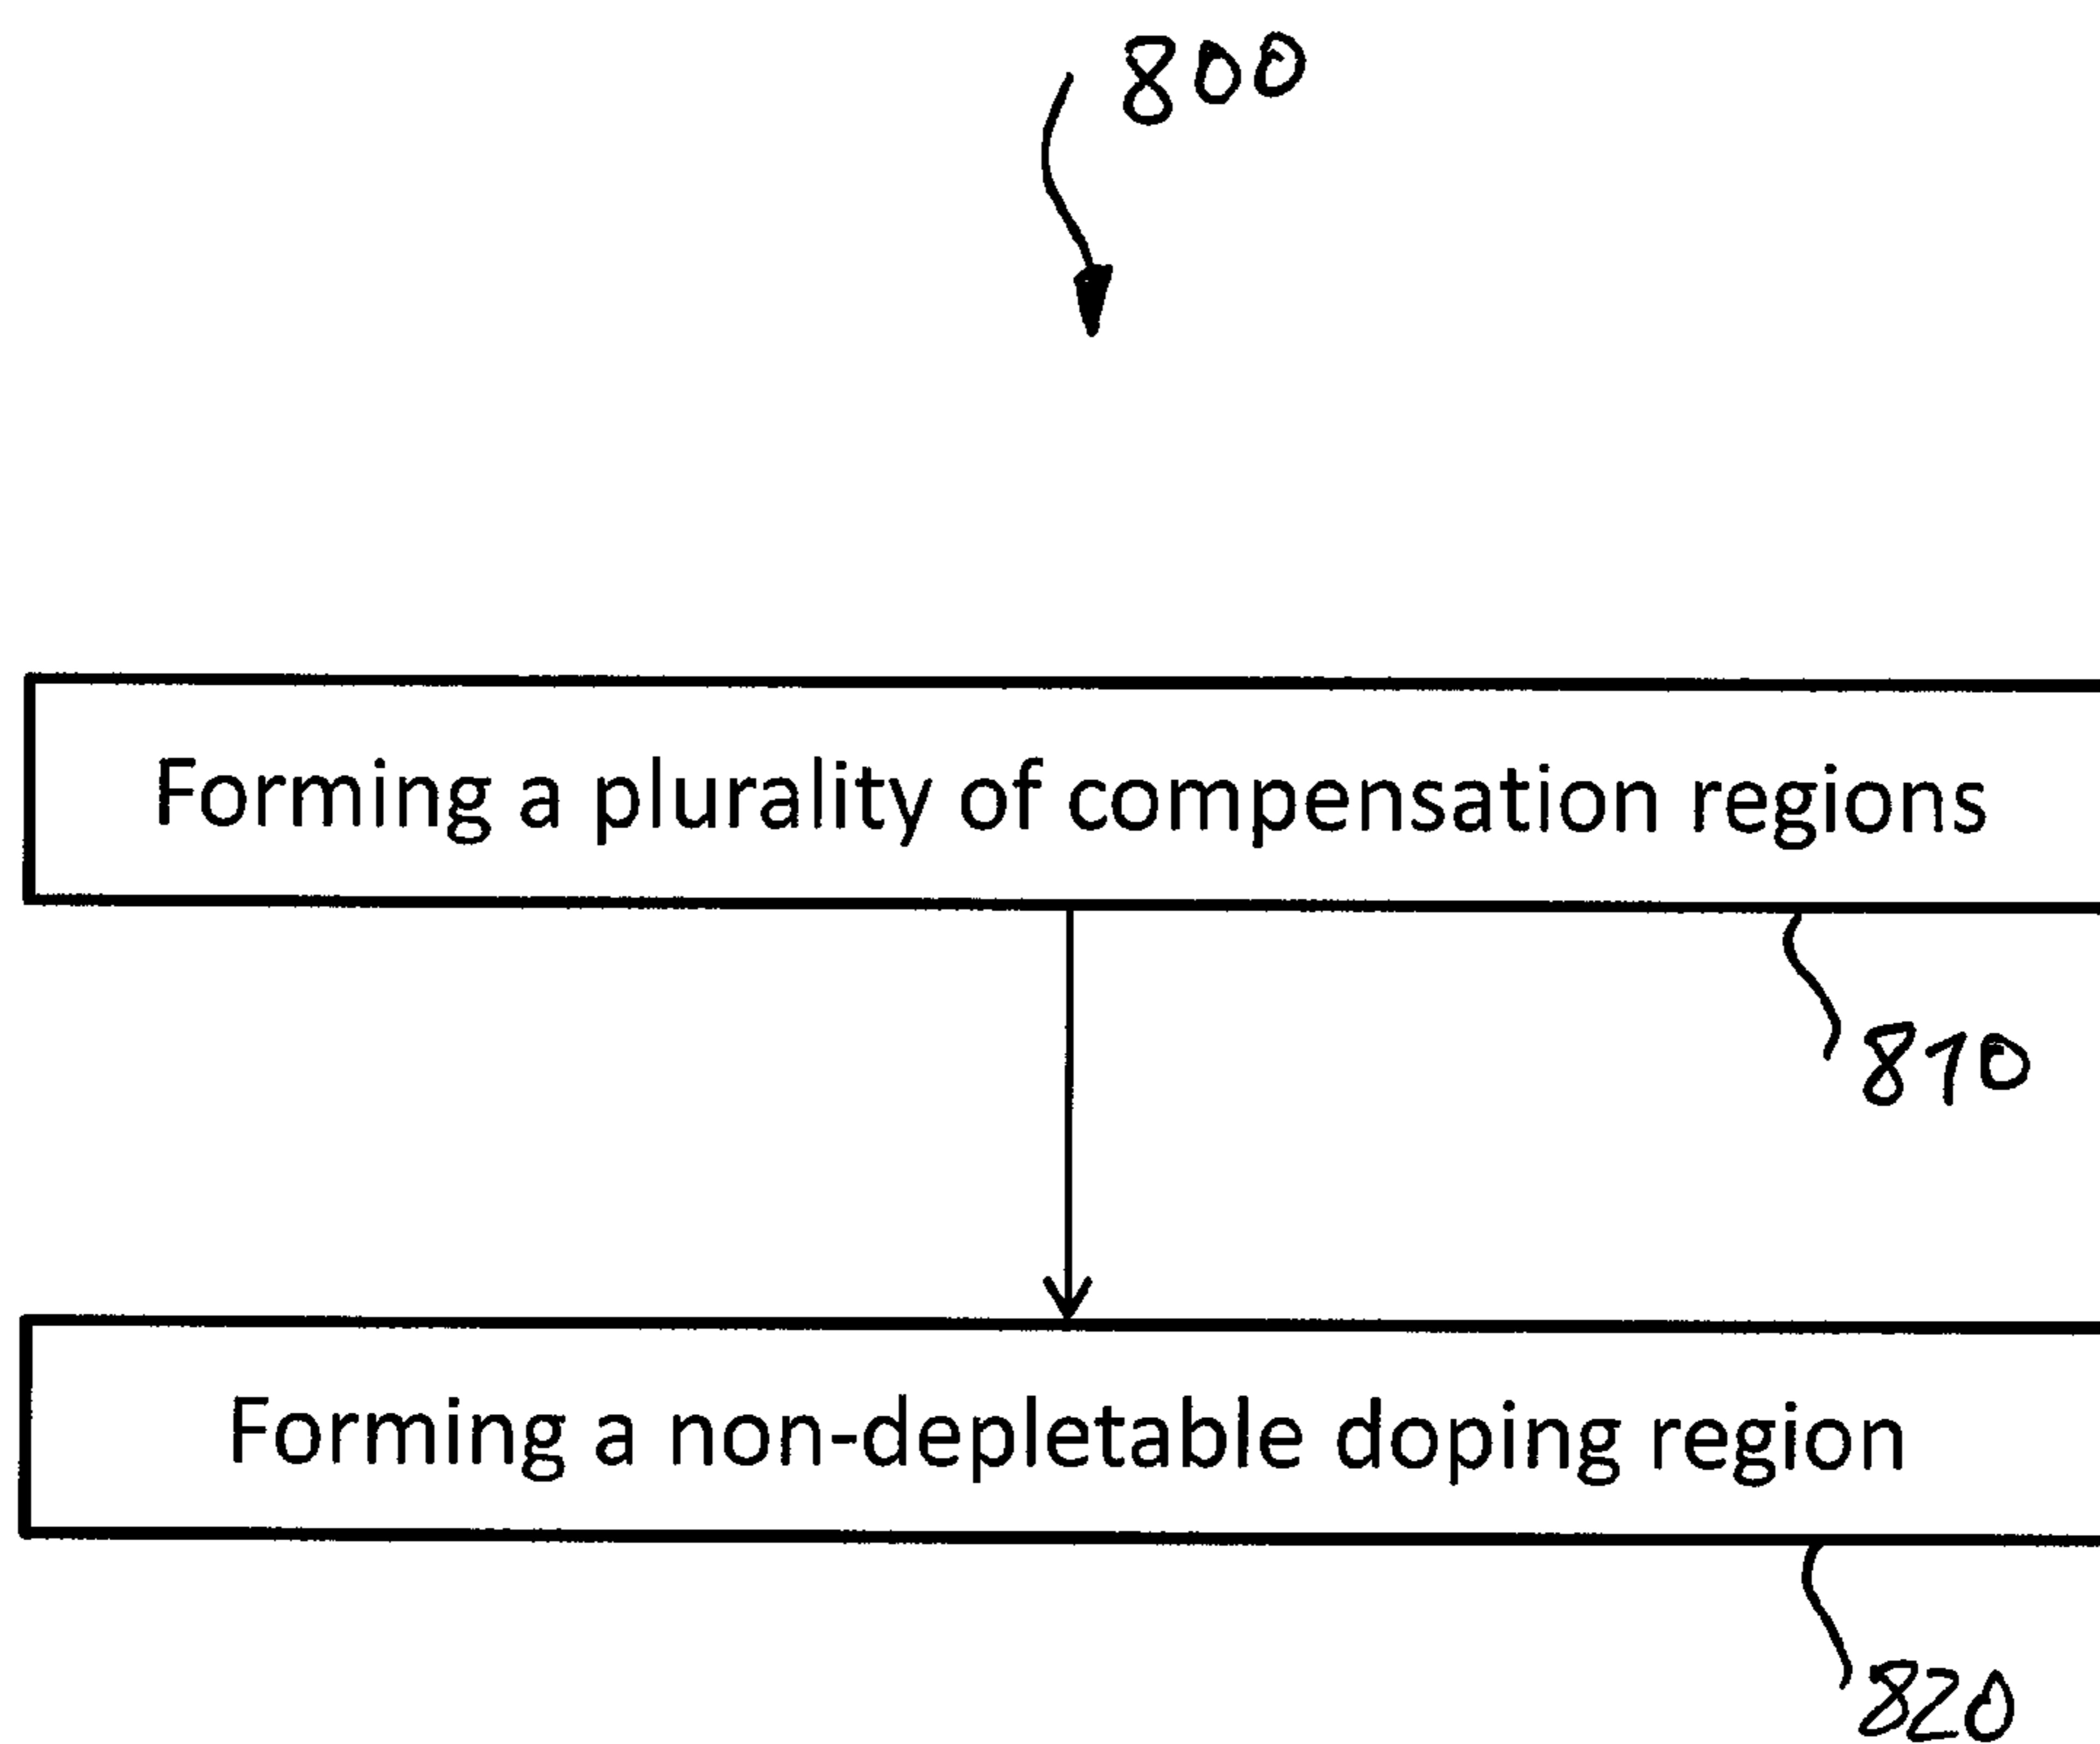 800
Forming a plurality of compensation regions
810
Forming a non-depletable doping region
820